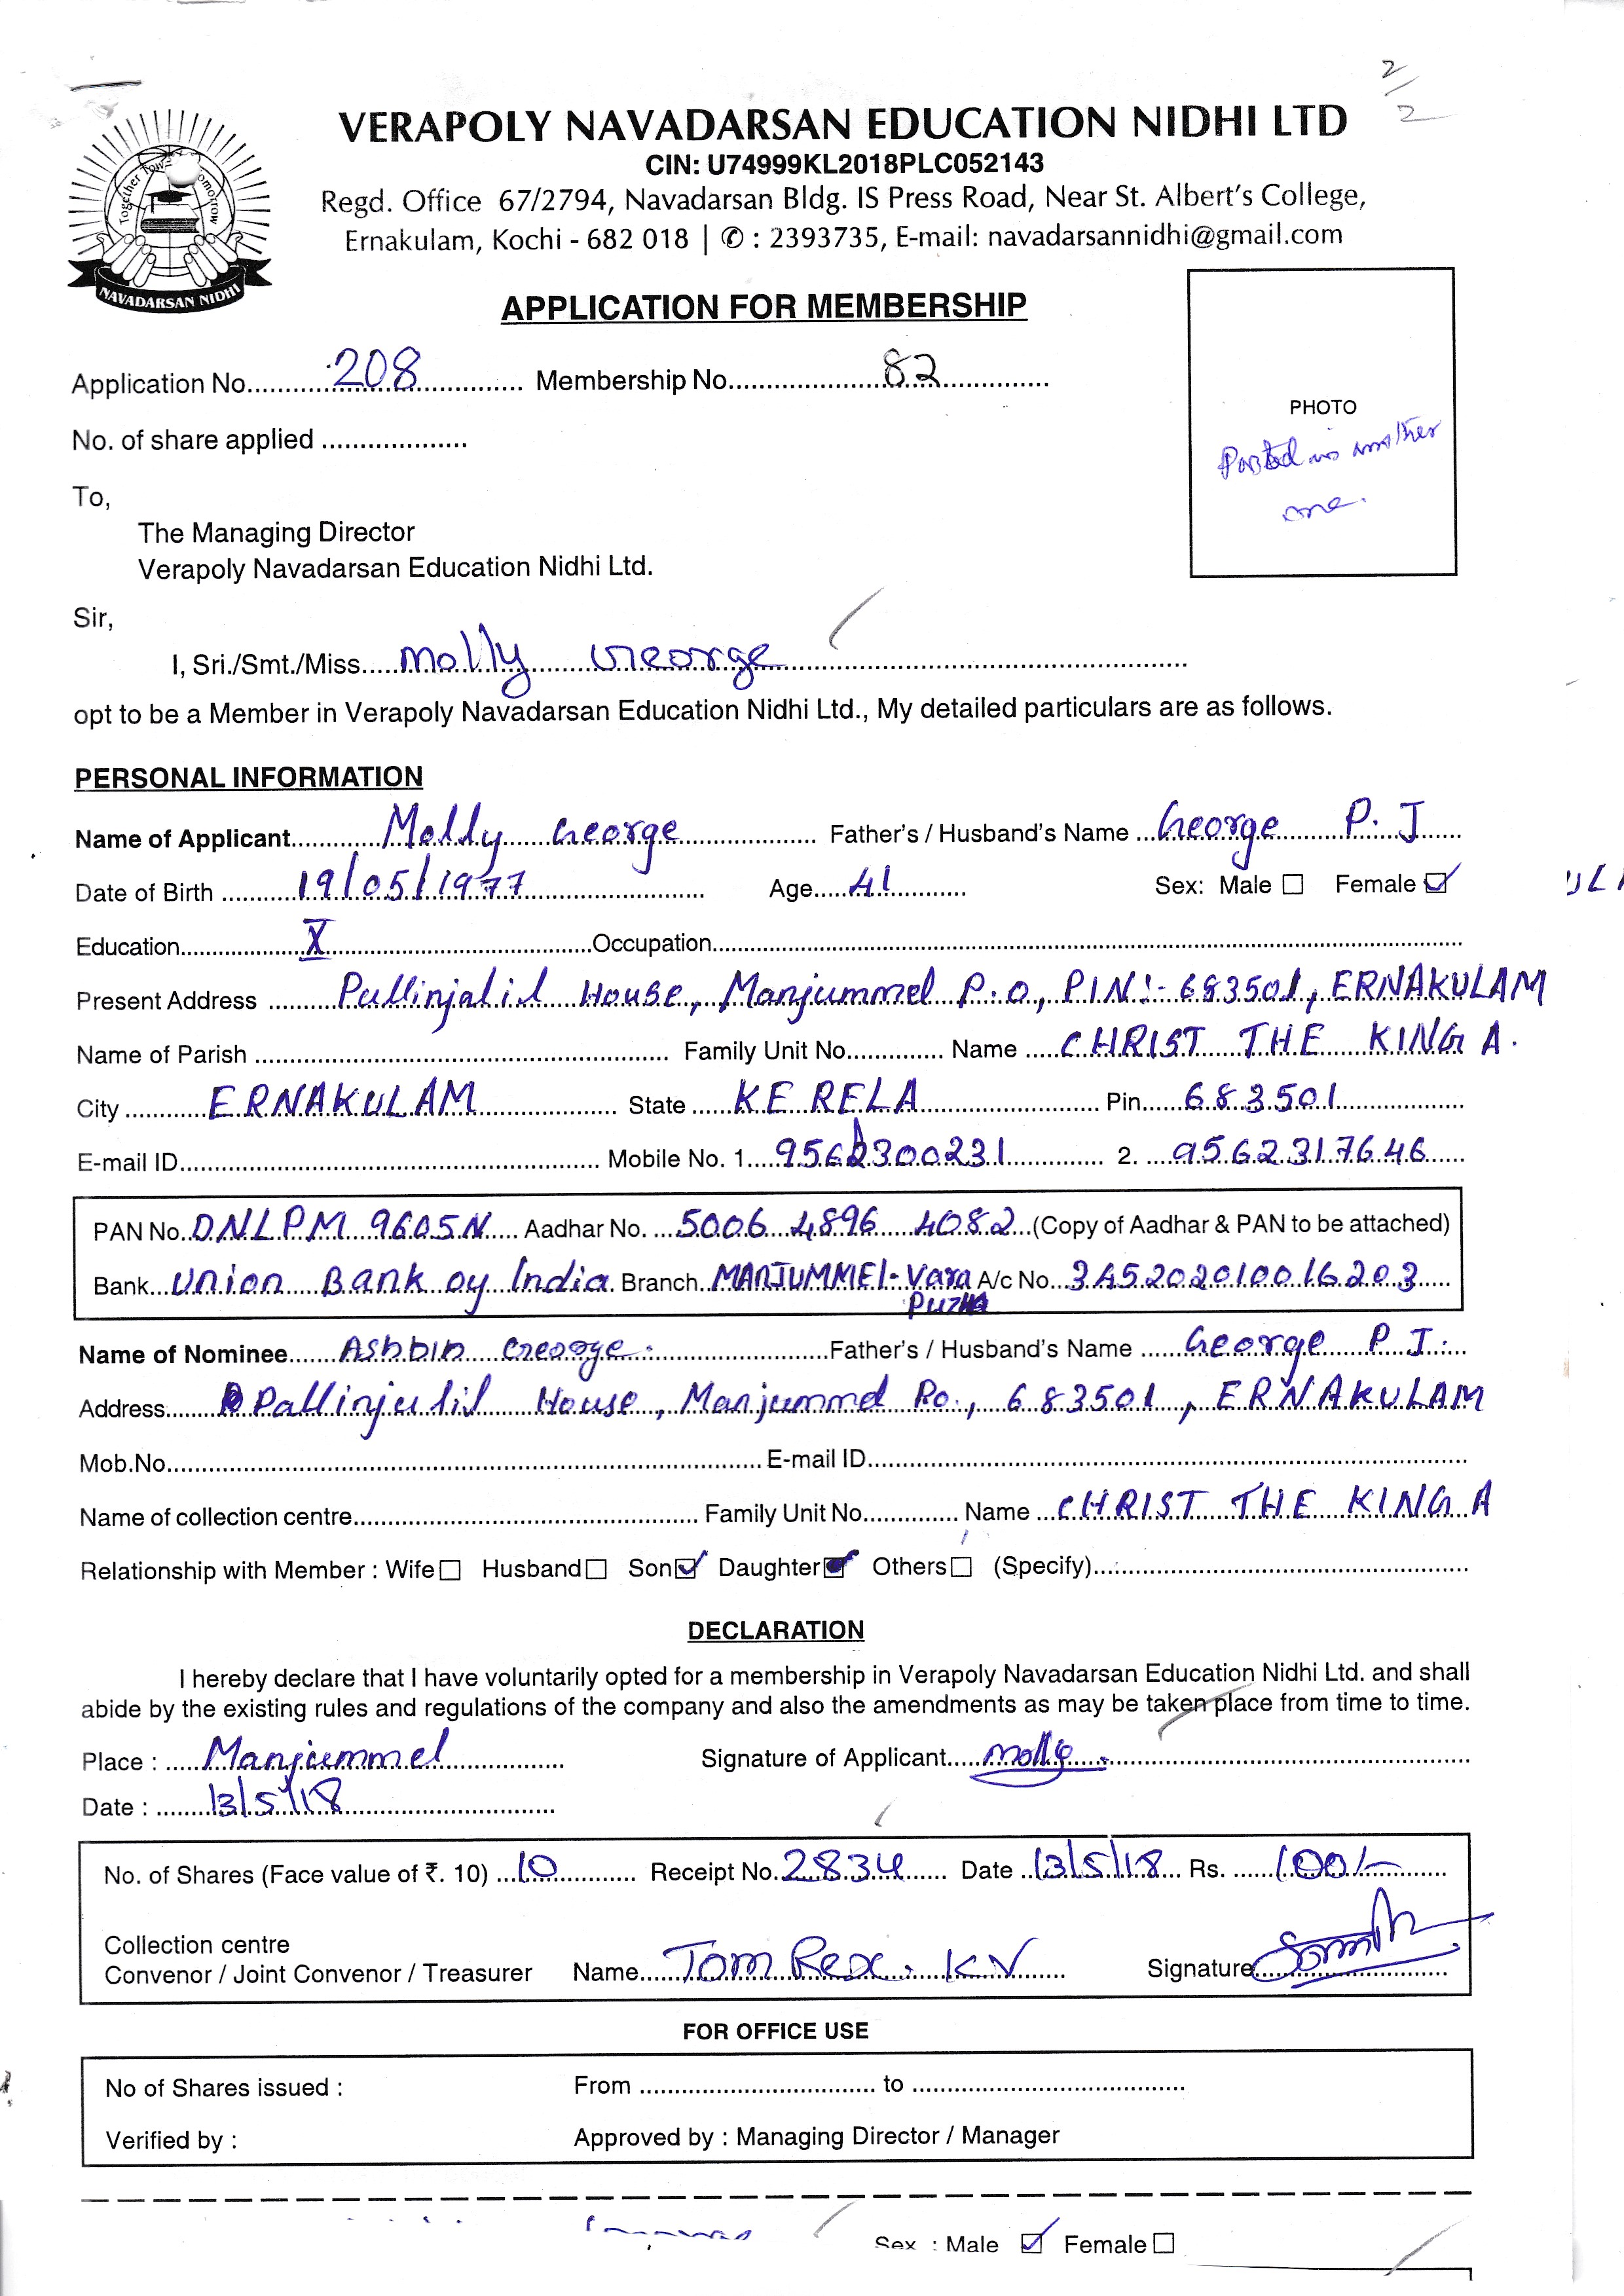 2/2
VERAPOLY NAVADARSAN EDUCATION NIDHI LTD
CIN: U74999KL2018PLC052143
Regd. Office 67/2794, Navadarsan Bldg. IS Press Road, Near St. Albert's College,
Ernakulam, Kochi - 682 018 | ✆ : 2393735, E-mail: navadarsannidhi@gmail.com
NAVADARSAN NIDHI
APPLICATION FOR MEMBERSHIP
Application No. 208 Membership No. 82
PHOTO
Pasted in another
one.
No. of share applied
To,
The Managing Director
Verapoly Navadarsan Education Nidhi Ltd.
Sir,
I, Sri./Smt./Miss. Molly George
opt to be a Member in Verapoly Navadarsan Education Nidhi Ltd., My detailed particulars are as follows.
PERSONAL INFORMATION
Name of Applicant Molly George Father's / Husband's Name George P. J
Date of Birth 19/05/1977 Age 41 Sex: Male ☐ Female ☑
Education X Occupation
Present Address Pallinjalil House, Manjummel P.O, PIN:- 683501, ERNAKULAM
Name of Parish Family Unit No. Name CHRIST THE KING A.
City ERNAKULAM State KERELA Pin 683501
E-mail ID Mobile No. 1. 9562300231 2. 9562317646
PAN No. DNLPM 9605N Aadhar No. 5006 4896 4082 (Copy of Aadhar & PAN to be attached)
Bank Union Bank oy India Branch MANJUMMEl - Vara A/c No. 345202010016203
PUZHA
Name of Nominee Ashbin George. Father's / Husband's Name George P J.
Address Pallinjulil House, Manjummel Po., 683501, ERNAKULAM
Mob.No. E-mail ID
Name of collection centre Family Unit No. Name CHRIST THE KING A
Relationship with Member : Wife ☐ Husband ☐ Son ☑ Daughter Others ☐ (Specify)
DECLARATION
I hereby declare that I have voluntarily opted for a membership in Verapoly Navadarsan Education Nidhi Ltd. and shall
abide by the existing rules and regulations of the company and also the amendments as may be taken place from time to time.
Place : Manjummel Signature of Applicant Molly.
Date : 13/5/18
No. of Shares (Face value of ₹. 10) 10 Receipt No. 2834 Date 13/5/18 Rs. 100/-
Collection centre
Convenor / Joint Convenor / Treasurer Name Tom Rex. K V Signature
FOR OFFICE USE
No of Shares issued : From to
Verified by : Approved by : Managing Director / Manager
Sex : Male ☑ Female ☐